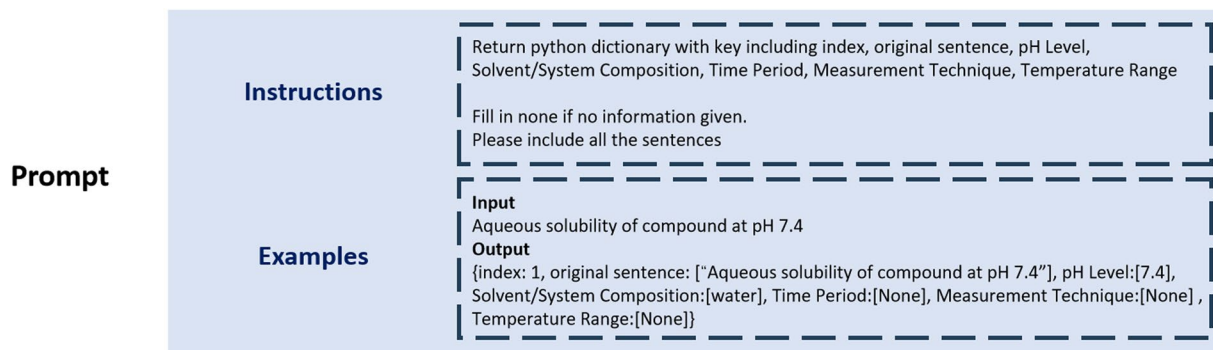 Prompt
Instructions
Return python dictionary with key including index, original sentence, pH Level,
Solvent/System Composition, Time Period, Measurement Technique, Temperature Range
Fill in none if no information given.
Please include all the sentences
Examples
Input
Aqueous solubility of compound at pH 7.4
Output
{index: 1, original sentence: [“Aqueous solubility of compound at pH 7.4”], pH Level:[7.4],
Solvent/System Composition:[water], Time Period:[None], Measurement Technique:[None] ,
Temperature Range:[None]}